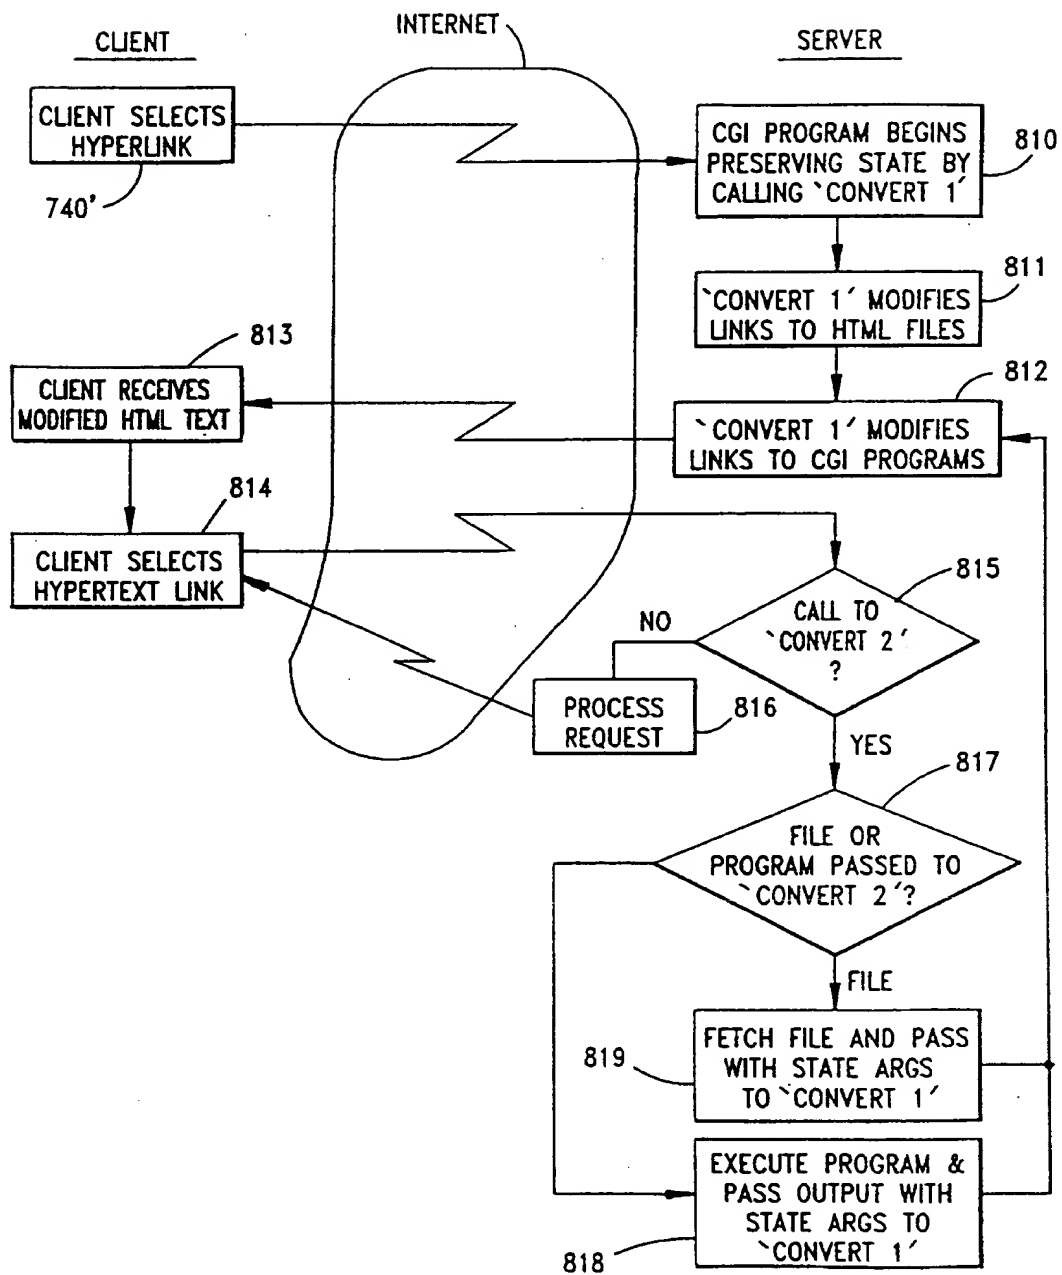 CLIENT
INTERNET
SERVER
CLIENT SELECTS
HYPERLINK
740'
CGI PROGRAM BEGINS
PRESERVING STATE BY
CALLING `CONVERT 1'
810
`CONVERT 1' MODIFIES
LINKS TO HTML FILES
811
813
CLIENT RECEIVES
MODIFIED HTML TEXT
812
`CONVERT 1' MODIFIES
LINKS TO CGI PROGRAMS
814
CLIENT SELECTS
HYPERTEXT LINK
815
CALL TO
`CONVERT 2'
?
NO
PROCESS
REQUEST
816
YES
817
FILE OR
PROGRAM PASSED TO
`CONVERT 2'?
FILE
FETCH FILE AND PASS
WITH STATE ARGS
TO `CONVERT 1'
819
EXECUTE PROGRAM &
PASS OUTPUT WITH
STATE ARGS TO
`CONVERT 1'
818